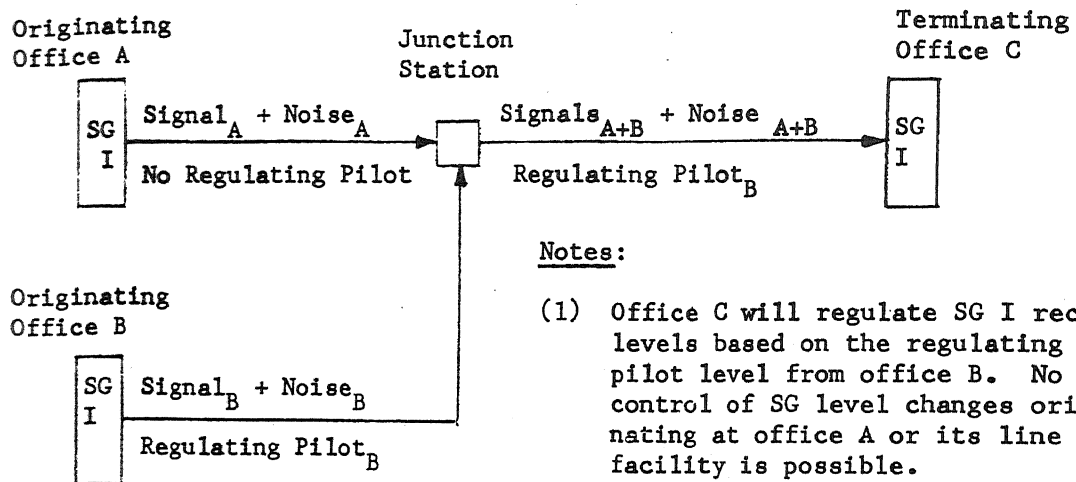 Originating
Office A
Junction
Station
Terminating
Office C
SG
I
Signal_A + Noise_A
No Regulating Pilot
Signals_A+B + Noise_A+B
Regulating Pilot_B
SG
I
Originating
Office B
SG
I
Signal_B + Noise_B
Regulating Pilot_B
Notes:
(1) Office C will regulate SG I rec
levels based on the regulating
pilot level from office B. No
control of SG level changes ori
nating at office A or its line
facility is possible.